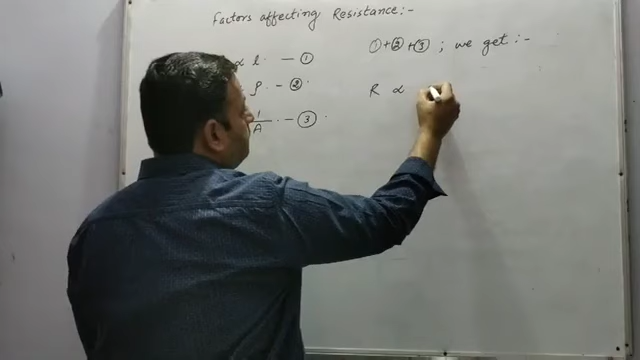 Factors affecting Resistance:-
∝ l. — ①
ρ. - ②.
1/A. — ③.
①+②+③ ; we get :-
R ∝